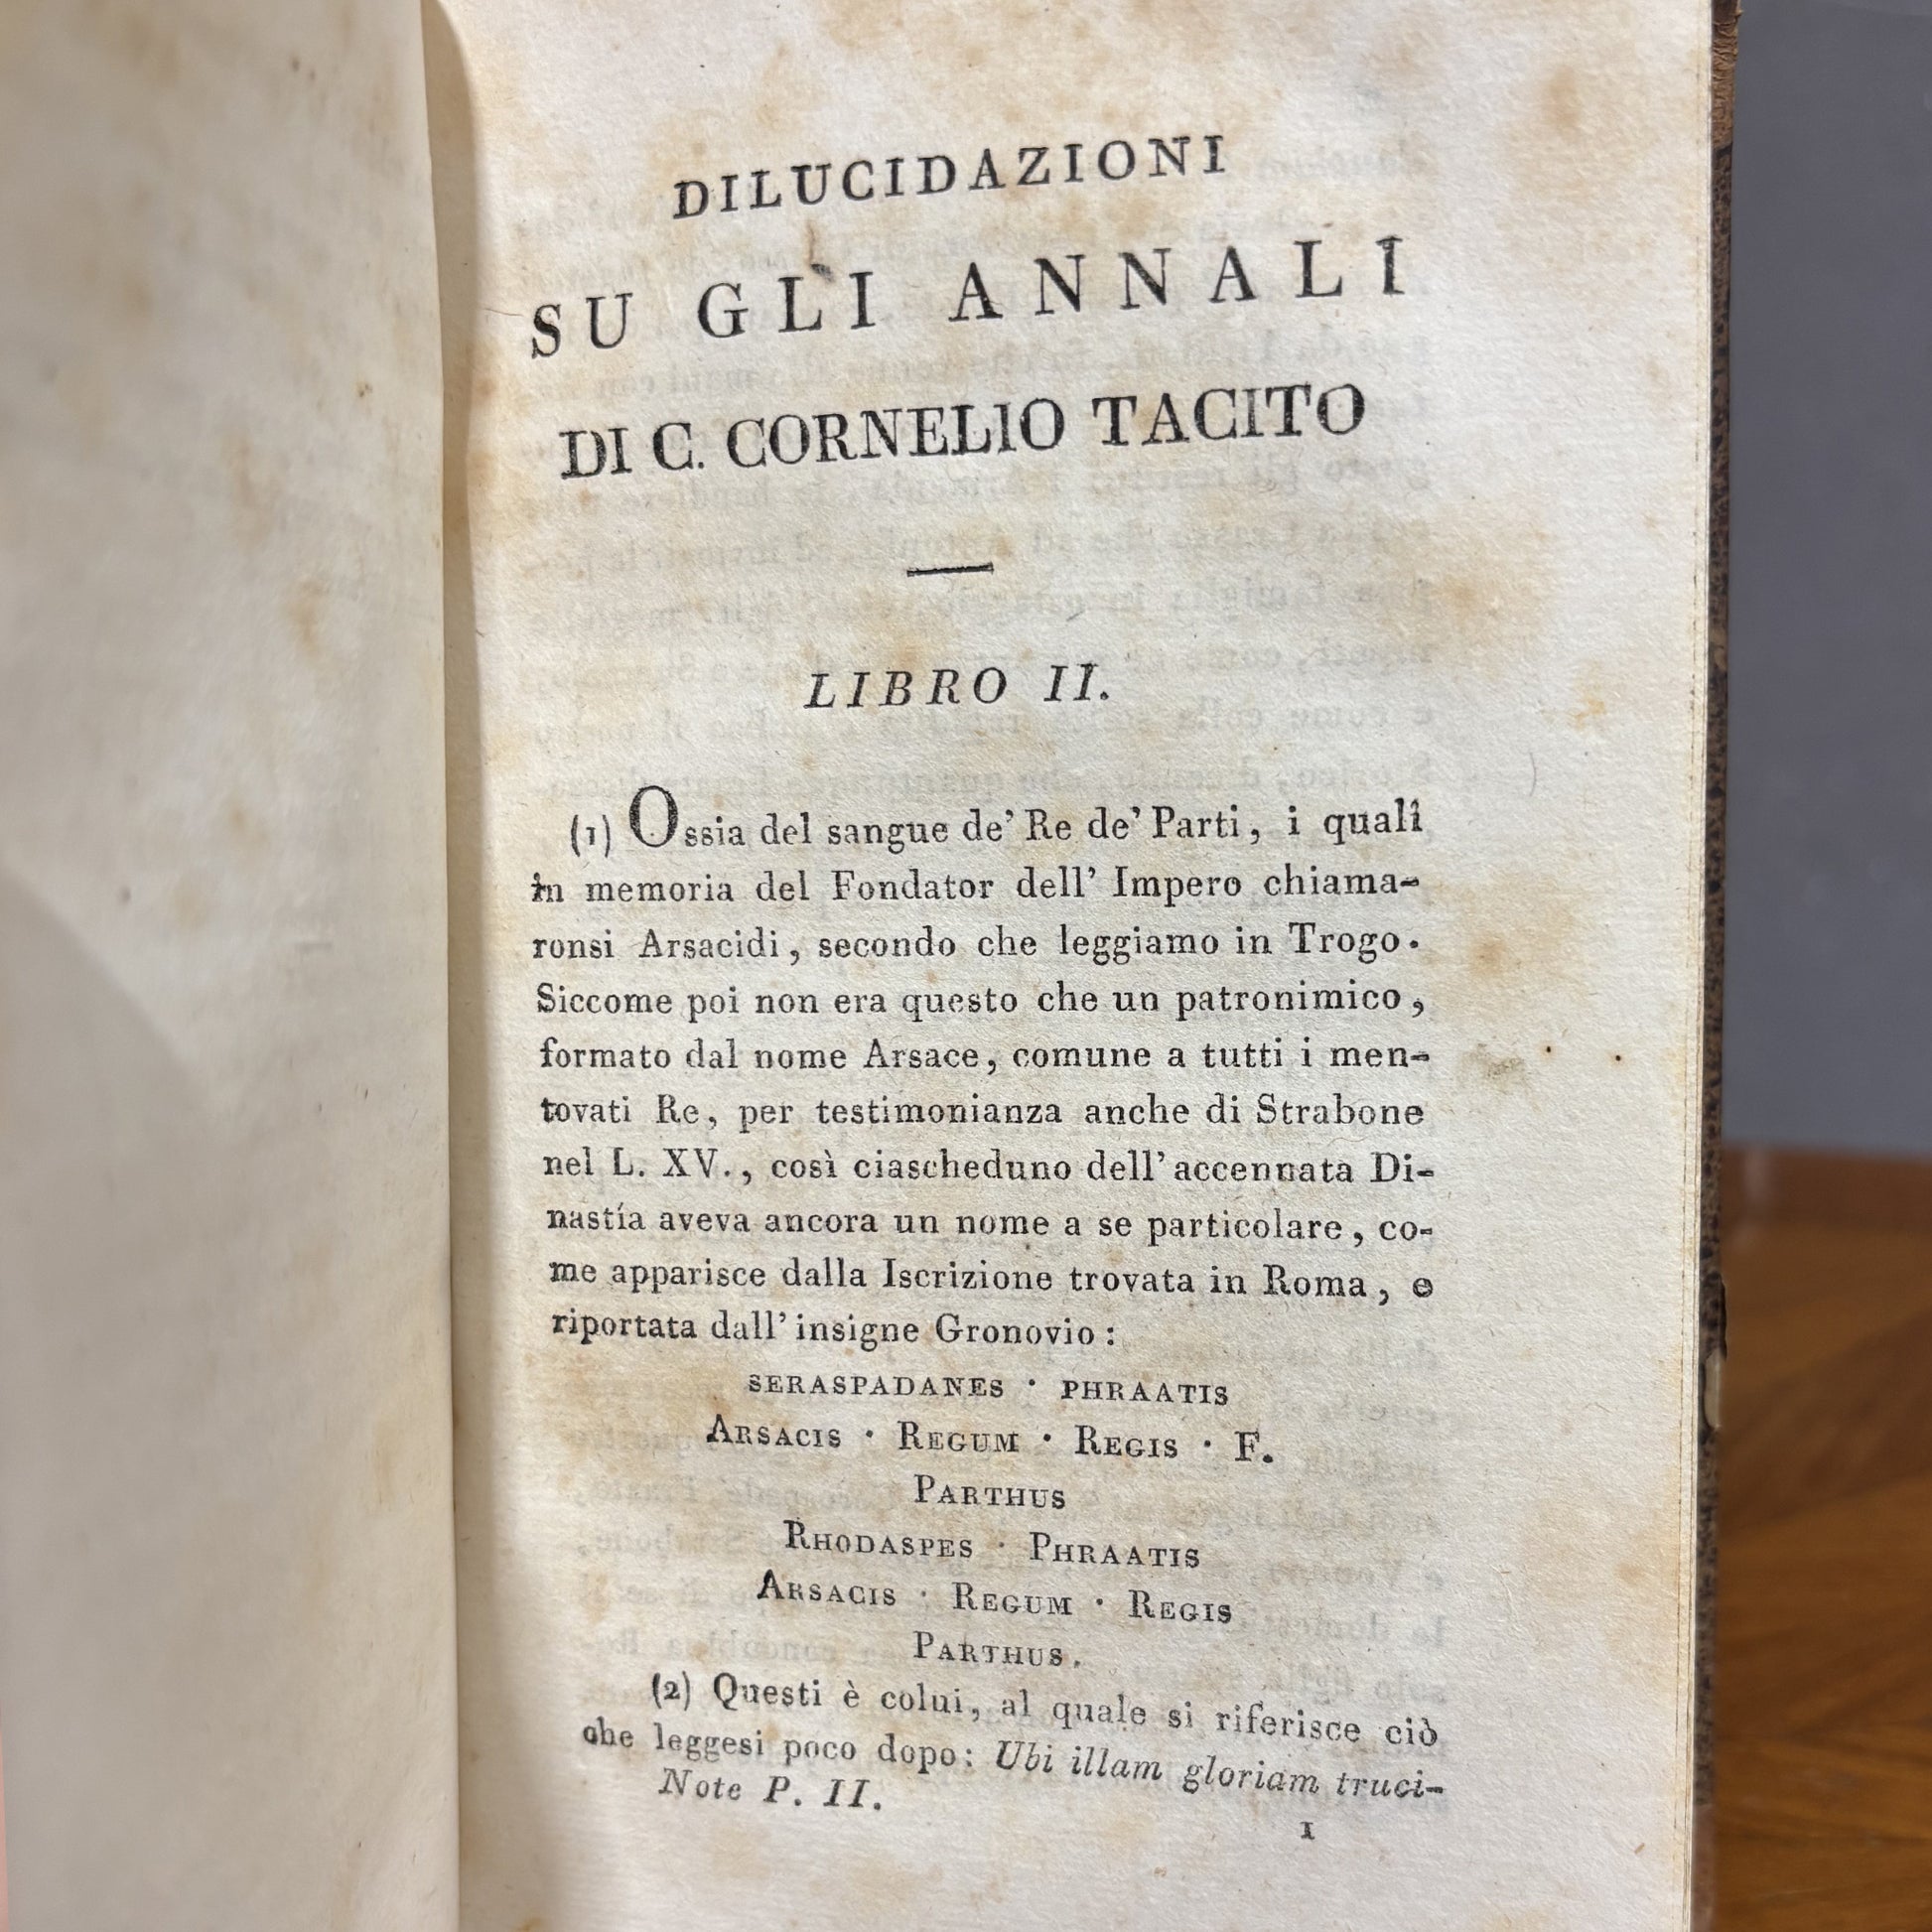 DILUCIDAZIONI
SU GLI ANNALI
DI C. CORNELIO TACITO
LIBRO II.
(1) Ossia del sangue de' Re de' Parti, i quali
in memoria del Fondator dell' Impero chiama-
ronsi Arsacidi, secondo che leggiamo in Trogo.
Siccome poi non era questo che un patronimico,
formato dal nome Arsace, comune a tutti i men-
tovati Re, per testimonianza anche di Strabone
nel L. XV., così ciascheduno dell'accennata Di-
nastía aveva ancora un nome a se particolare, co-
me apparisce dalla Iscrizione trovata in Roma, e
riportata dall'insigne Gronovio:
SERASPADANES · PHRAATIS
ARSACIS · REGUM · REGIS · F.
PARTHUS
RHODASPES · PHRAATIS
ARSACIS · REGUM · REGIS
PARTHUS.
(2) Questi è colui, al quale si riferisce ciò
che leggesi poco dopo: Ubi illam gloriam truci-
Note P. II.
1